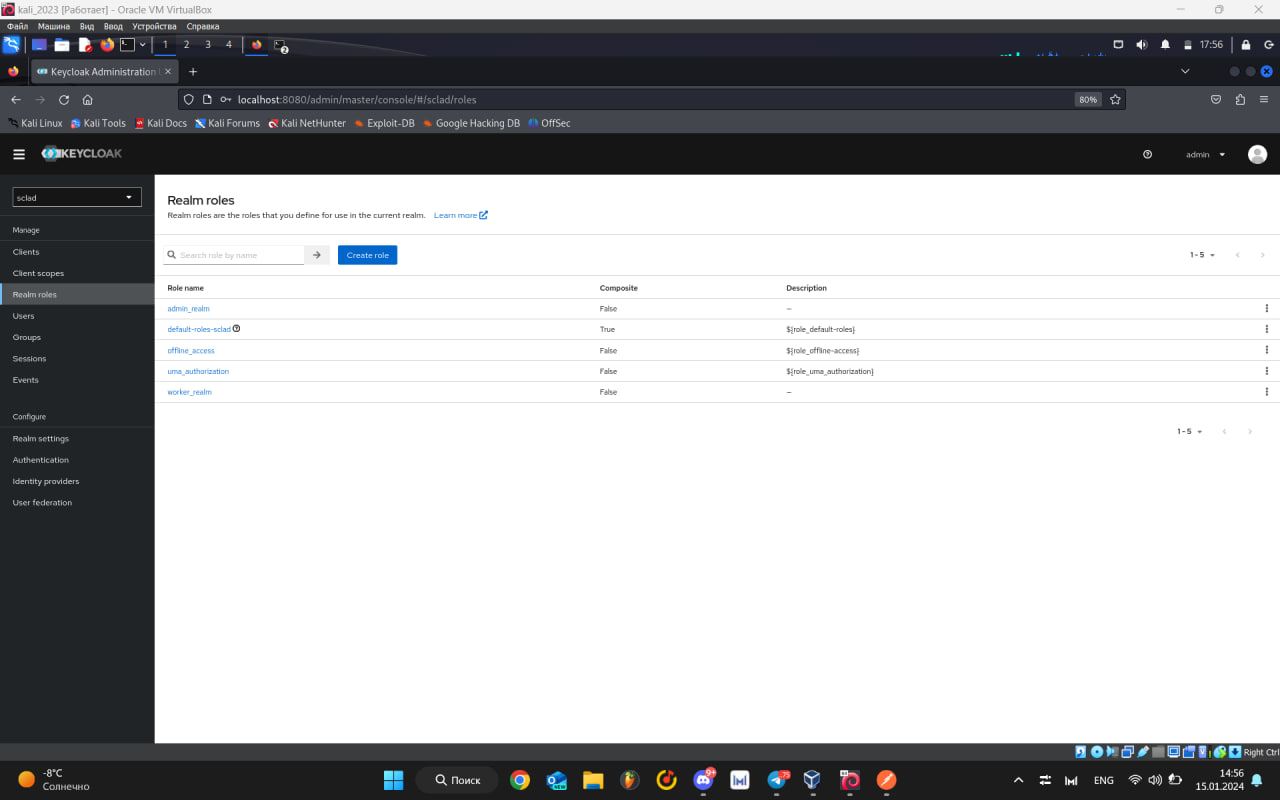 kali_2023 [Работает] - Oracle VM VirtualBox
Файл Машина Вид Ввод Устройства Справка
1 2 3 4 2 17:56
Keycloak Administration
localhost:8080/admin/master/console/#/sclad/roles 80%
Kali Linux Kali Tools Kali Docs Kali Forums Kali NetHunter Exploit-DB Google Hacking DB OffSec
KEYCLOAK admin
sclad
Manage
Clients
Client scopes
Realm roles
Users
Groups
Sessions
Events
Configure
Realm settings
Authentication
Identity providers
User federation
Realm roles
Realm roles are the roles that you define for use in the current realm. Learn more
Search role by name Create role 1 - 5
Role name Composite Description
admin_realm False –
default-roles-sclad True ${role_default-roles}
offline_access False ${role_offline-access}
uma_authorization False ${role_uma_authorization}
worker_realm False –
1 - 5
Right Ctrl
-8°C
Солнечно
Поиск
NEW
9+
75
ENG
14:56
15.01.2024